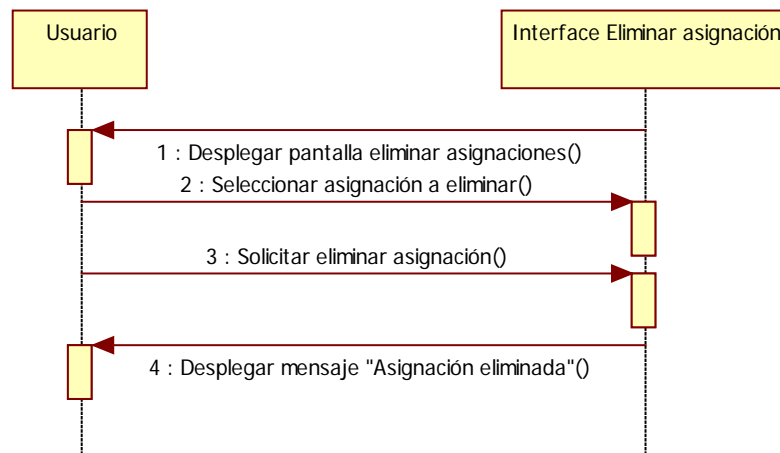 Usuario
Interface Eliminar asignación
1 : Desplegar pantalla eliminar asignaciones()
2 : Seleccionar asignación a eliminar()
3 : Solicitar eliminar asignación()
4 : Desplegar mensaje "Asignación eliminada"()